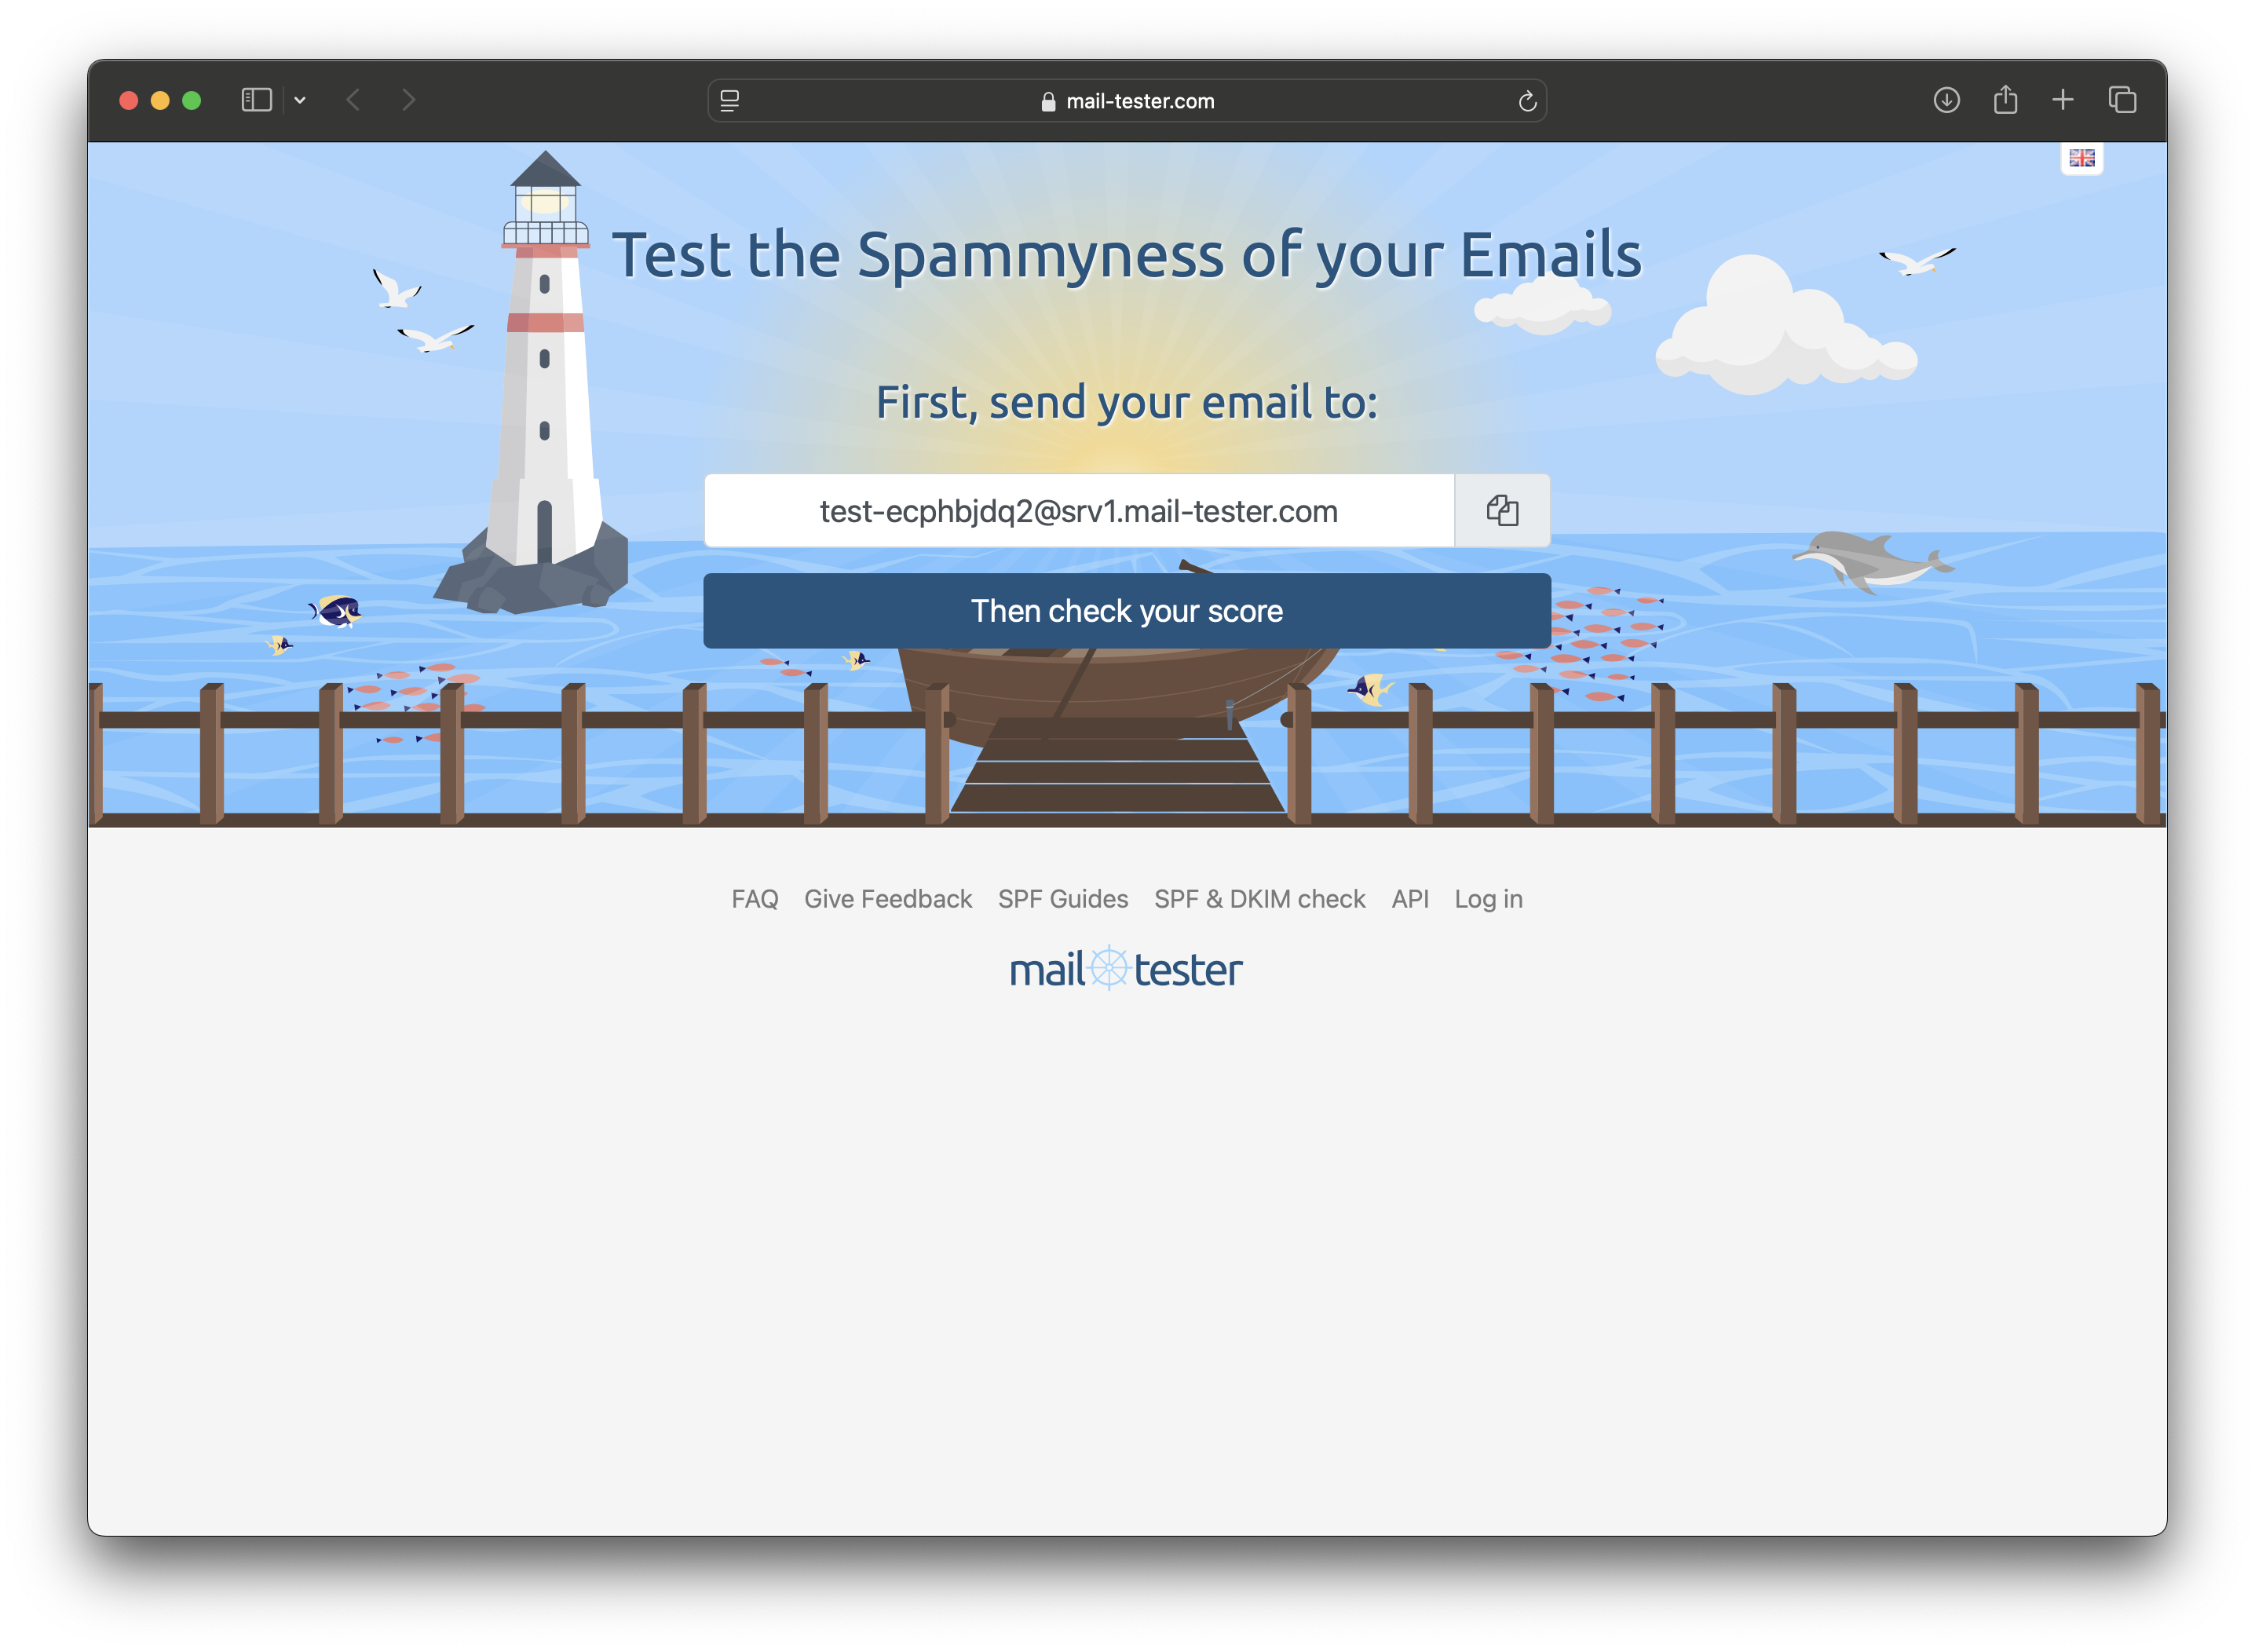 mail-tester.com
Test the Spammyness of your Emails
First, send your email to:
test-ecphbjdq2@srv1.mail-tester.com
Then check your score
FAQ Give Feedback SPF Guides SPF & DKIM check API Log in
mail tester